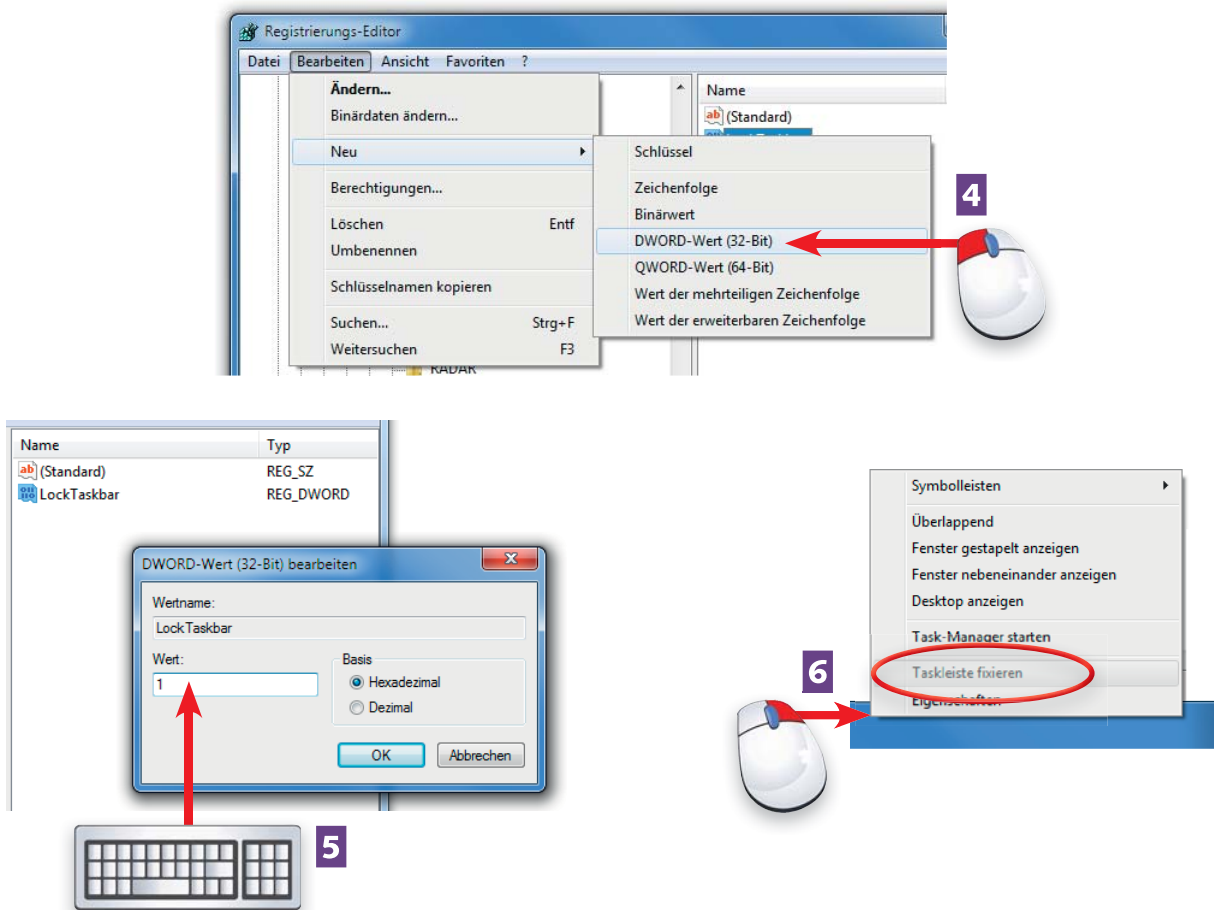 Registrierungs-Editor
Datei Bearbeiten Ansicht Favoriten ?
Ändern...
Binärdaten ändern...
Neu
Berechtigungen...
Löschen Entf
Umbenennen
Schlüsselnamen kopieren
Suchen... Strg+F
Weitersuchen F3
RADAR
Name
(Standard)
Schlüssel
Zeichenfolge
Binärwert
DWORD-Wert (32-Bit)
QWORD-Wert (64-Bit)
Wert der mehrteiligen Zeichenfolge
Wert der erweiterbaren Zeichenfolge
4
Name Typ
(Standard) REG_SZ
LockTaskbar REG_DWORD
DWORD-Wert (32-Bit) bearbeiten
Wertname:
LockTaskbar
Wert:
1
Basis
Hexadezimal
Dezimal
OK Abbrechen
5
Symbolleisten
Überlappend
Fenster gestapelt anzeigen
Fenster nebeneinander anzeigen
Desktop anzeigen
Task-Manager starten
Taskleiste fixieren
Eigenschaften
6